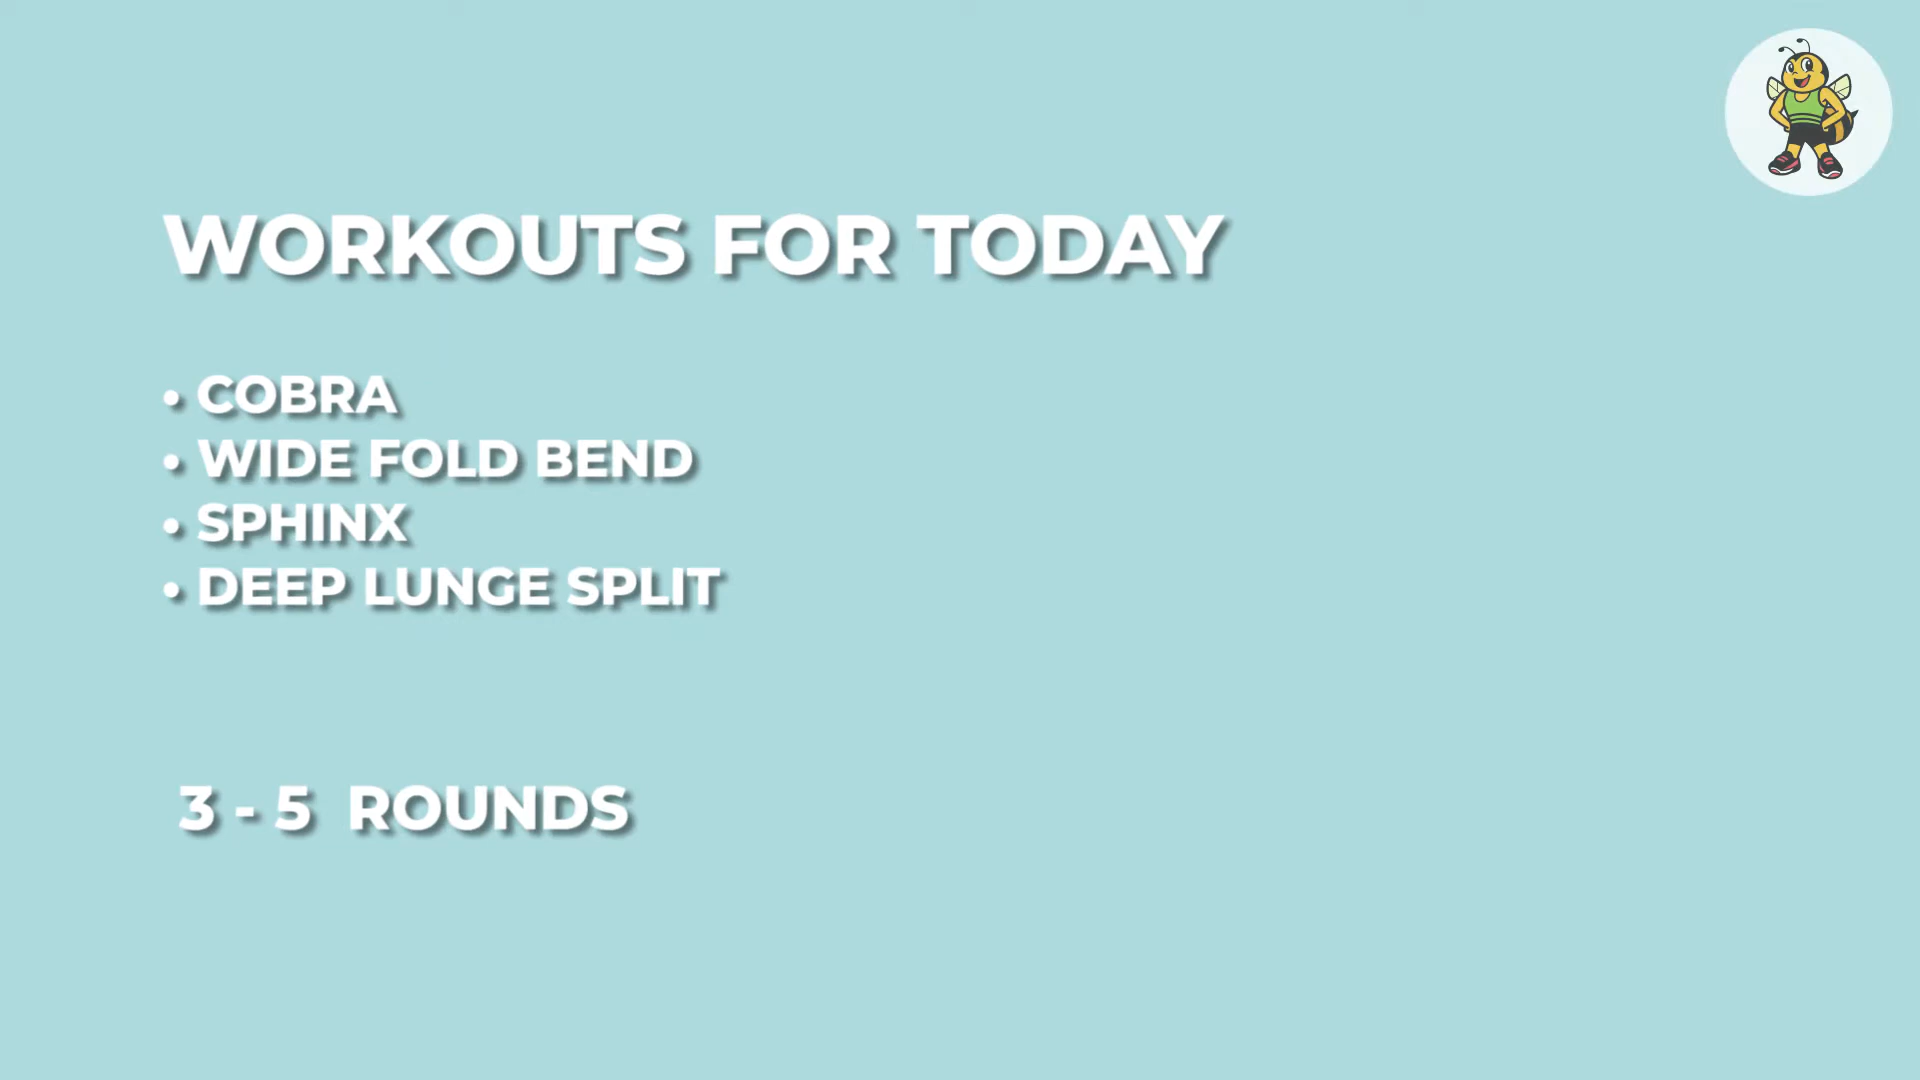 WORKOUTS FOR TODAY
• COBRA
• WIDE FOLD BEND
• SPHINX
• DEEP LUNGE SPLIT
3 - 5 ROUNDS